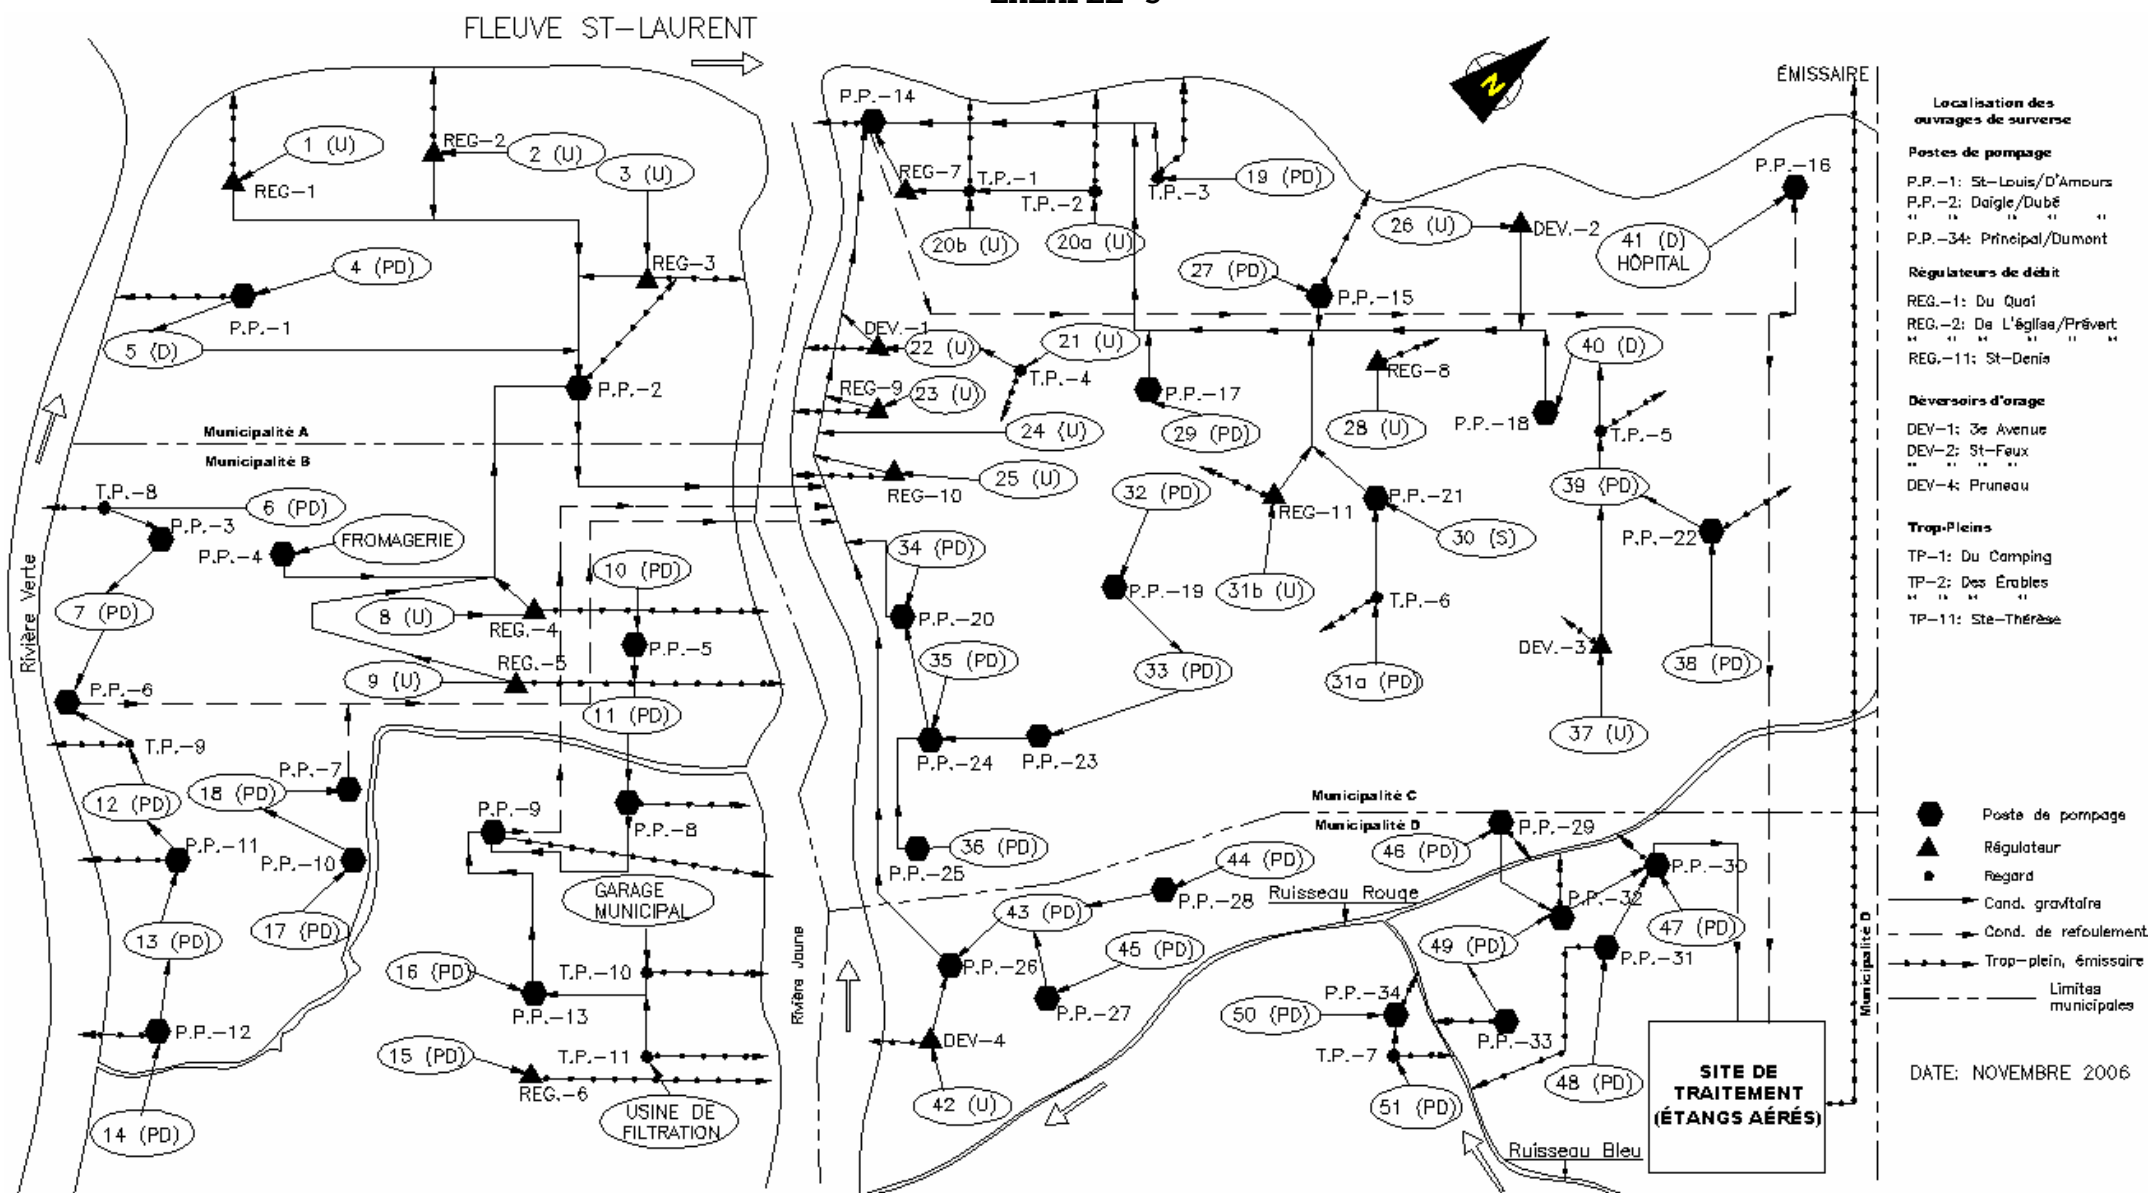 FLEUVE ST-LAURENT
ÉMISSAIRE
P.P.-14
P.P.-16
1 (U)
REG-2
2 (U)
3 (U)
REG-1
REG-7
T.P.-1
T.P.-2
T.P.-3
19 (PD)
20b (U)
20a (U)
26 (U)
DEV.-2
41 (D)
HÔPITAL
4 (PD)
REG-3
27 (PD)
P.P.-15
P.P.-1
5 (D)
DEV.-1
22 (U)
21 (U)
T.P.-4
REG-8
40 (D)
P.P.-2
REG-9
23 (U)
P.P.-17
29 (PD)
28 (U)
P.P.-18
T.P.-5
24 (U)
Municipalité A
Municipalité B
REG-10
25 (U)
32 (PD)
REG-11
P.P.-21
39 (PD)
T.P.-8
6 (PD)
P.P.-3
P.P.-4
FROMAGERIE
30 (S)
P.P.-22
34 (PD)
10 (PD)
Rivière Verte
7 (PD)
8 (U)
REG.-4
P.P.-20
P.P.-19
31b (U)
T.P.-6
P.P.-5
REG.-5
9 (U)
35 (PD)
33 (PD)
31a (PD)
DEV.-3
38 (PD)
P.P.-6
11 (PD)
37 (U)
T.P.-9
P.P.-24
P.P.-23
P.P.-7
12 (PD)
18 (PD)
P.P.-9
P.P.-8
Municipalité C
Municipalité D
P.P.-29
46 (PD)
P.P.-11
P.P.-10
P.P.-25
36 (PD)
44 (PD)
P.P.-30
GARAGE
MUNICIPAL
P.P.-28
Ruisseau Rouge
P.P.-32
43 (PD)
47 (PD)
13 (PD)
17 (PD)
Rivière Jaune
45 (PD)
49 (PD)
P.P.-31
Municipalité D
16 (PD)
T.P.-10
P.P.-26
P.P.-27
P.P.-34
P.P.-13
50 (PD)
P.P.-12
15 (PD)
T.P.-11
DEV-4
T.P.-7
P.P.-33
REG.-6
48 (PD)
SITE DE
TRAITEMENT
(ÉTANGS AÉRÉS)
42 (U)
51 (PD)
14 (PD)
USINE DE
FILTRATION
Ruisseau Bleu
N
Localisation des
ouvrages de surverse
Postes de pompage
P.P.-1: St-Louis/D'Amours
P.P.-2: Daigle/Dubé
" " " " "
P.P.-34: Principal/Dumont
Régulateurs de débit
REG.-1: Du Quai
REG.-2: De L'église/Prévert
" " " " "
REG.-11: St-Denis
Déversoirs d'orage
DEV-1: 3e Avenue
DEV-2: St-Feux
" " "
DEV-4: Pruneau
Trop-Pleins
TP-1: Du Camping
TP-2: Des Érables
" " " "
TP-11: Ste-Thérèse
Poste de pompage
Régulateur
Regard
Cond. gravitaire
Cond. de refoulement
Trop-plein, émissaire
Limites
municipales
DATE: NOVEMBRE 2006